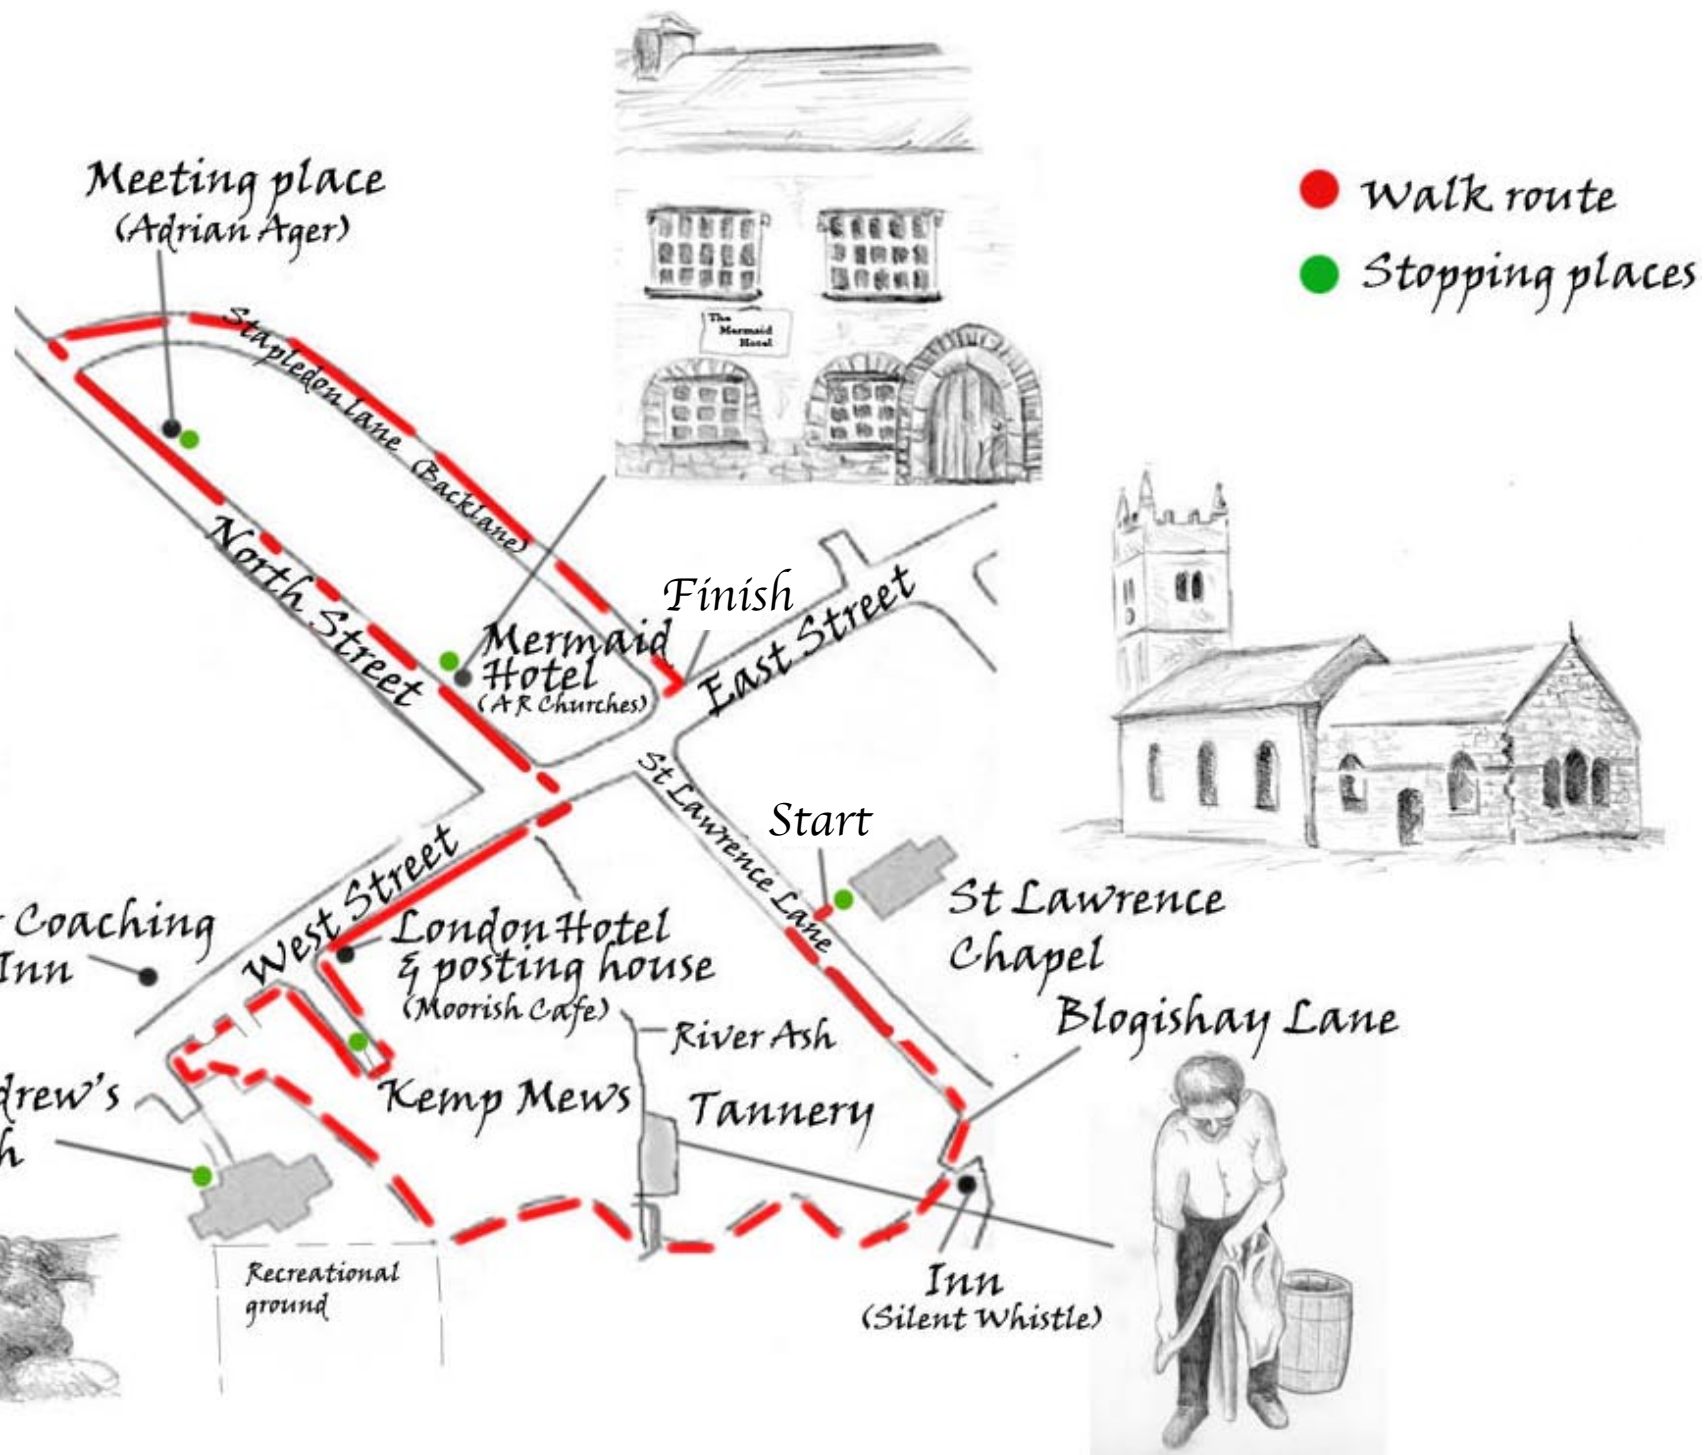 Meeting place
(Adrian Ager)
Walk route
Stopping places
The
Mermaid
Hotel
Stapledon lane (Backlane)
North Street
Finish
Mermaid
Hotel
(A R Churches)
East Street
St Lawrence Lane
Start
West Street
St Lawrence
Chapel
Coaching
Inn
London Hotel
& posting house
(Moorish Cafe)
River Ash
Blogishay Lane
drew's
h
Kemp Mews
Tannery
Recreational
ground
Inn
(Silent Whistle)